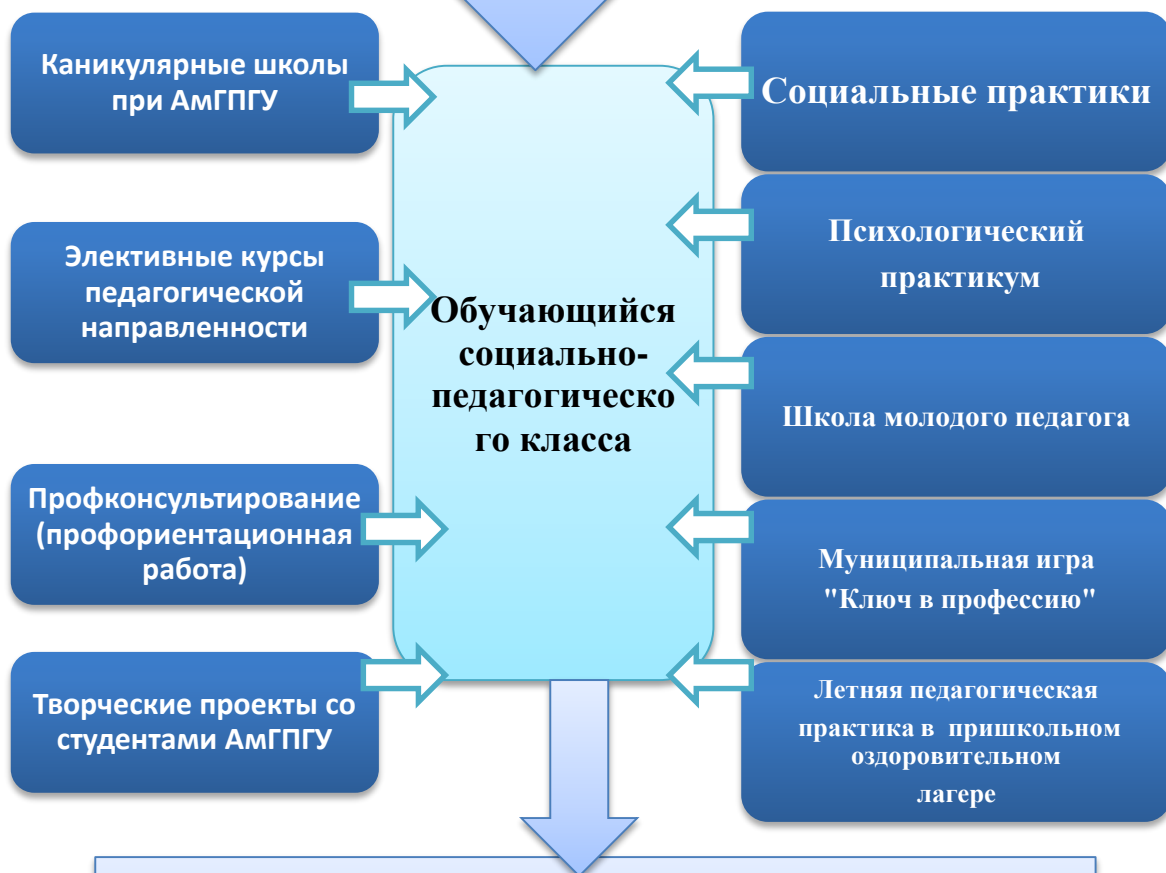 Каникулярные школы
при АмГПГУ
Элективные курсы
педагогической
направленности
Профконсультирование
(профориентационная
работа)
Творческие проекты со
студентами АмГПГУ
Обучающийся
социально-
педагогическо
го класса
Социальные практики
Психологический
практикум
Школа молодого педагога
Муниципальная игра
"Ключ в профессию"
Летняя педагогическая
практика в пришкольном
оздоровительном
лагере